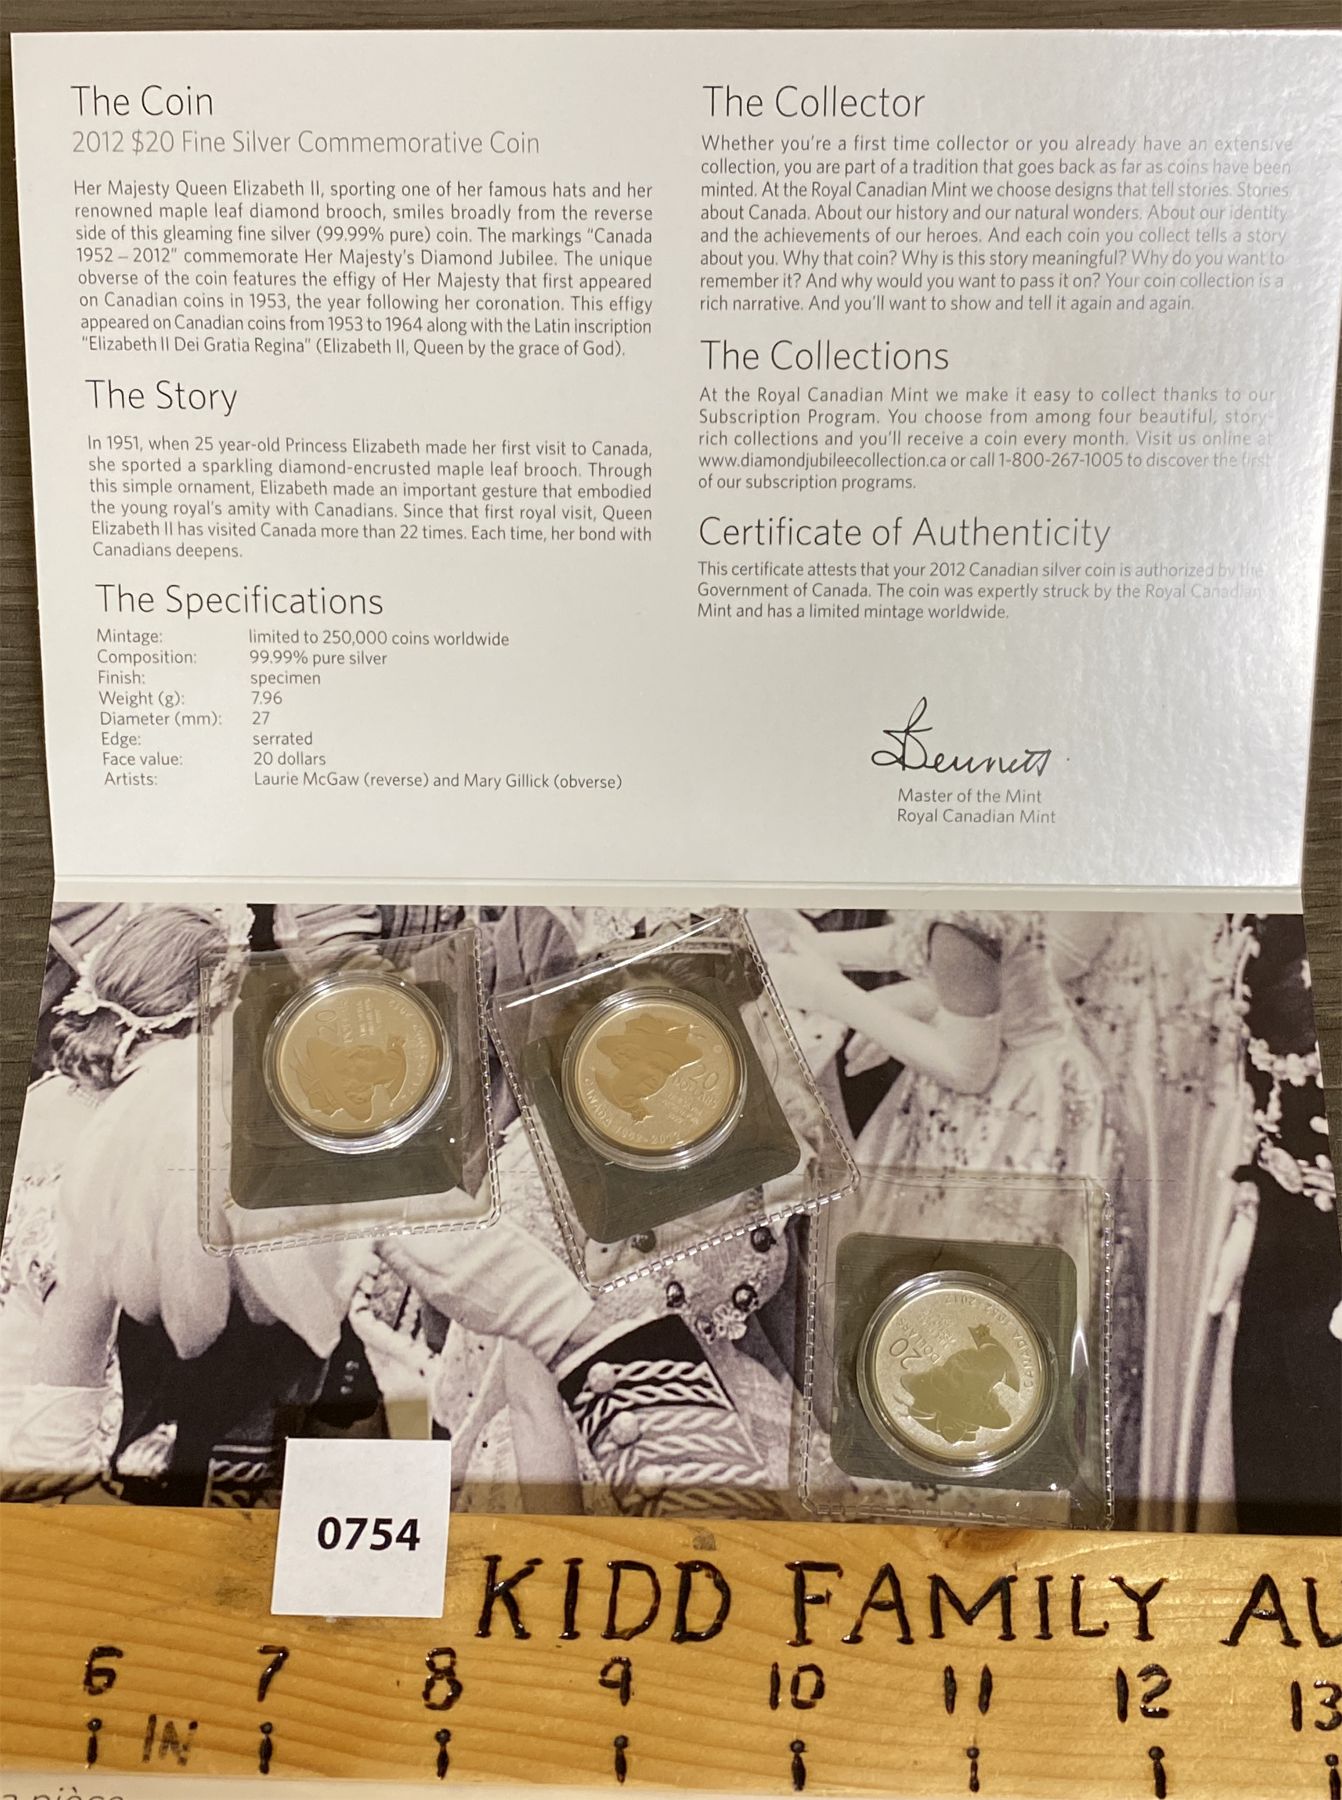 The Coin
2012 $20 Fine Silver Commemorative Coin
Her Majesty Queen Elizabeth II, sporting one of her famous hats and her
renowned maple leaf diamond brooch, smiles broadly from the reverse
side of this gleaming fine silver (99.99% pure) coin. The markings "Canada
1952 – 2012" commemorate Her Majesty's Diamond Jubilee. The unique
obverse of the coin features the effigy of Her Majesty that first appeared
on Canadian coins in 1953, the year following her coronation. This effigy
appeared on Canadian coins from 1953 to 1964 along with the Latin inscription
"Elizabeth II Dei Gratia Regina" (Elizabeth II, Queen by the grace of God).
The Story
In 1951, when 25 year-old Princess Elizabeth made her first visit to Canada,
she sported a sparkling diamond-encrusted maple leaf brooch. Through
this simple ornament, Elizabeth made an important gesture that embodied
the young royal's amity with Canadians. Since that first royal visit, Queen
Elizabeth II has visited Canada more than 22 times. Each time, her bond with
Canadians deepens.
The Specifications
Mintage: limited to 250,000 coins worldwide
Composition: 99.99% pure silver
Finish: specimen
Weight (g): 7.96
Diameter (mm): 27
Edge: serrated
Face value: 20 dollars
Artists: Laurie McGaw (reverse) and Mary Gillick (obverse)
The Collector
Whether you're a first time collector or you already have an extensive
collection, you are part of a tradition that goes back as far as coins have been
minted. At the Royal Canadian Mint we choose designs that tell stories. Stories
about Canada. About our history and our natural wonders. About our identity
and the achievements of our heroes. And each coin you collect tells a story
about you. Why that coin? Why is this story meaningful? Why do you want to
remember it? And why would you want to pass it on? Your coin collection is a
rich narrative. And you'll want to show and tell it again and again.
The Collections
At the Royal Canadian Mint we make it easy to collect thanks to our
Subscription Program. You choose from among four beautiful, story-
rich collections and you'll receive a coin every month. Visit us online at
www.diamondjubileecollection.ca or call 1-800-267-1005 to discover the first
of our subscription programs.
Certificate of Authenticity
This certificate attests that your 2012 Canadian silver coin is authorized by the
Government of Canada. The coin was expertly struck by the Royal Canadian
Mint and has a limited mintage worldwide.
Bennett
Master of the Mint
Royal Canadian Mint
20
20
DOLLARS
CANADA 1952-2012
20
DOLLARS
CANADA 1952-2012
0754
KIDD FAMILY AU
6 7 8 9 10 11 12 13
IN
pièce